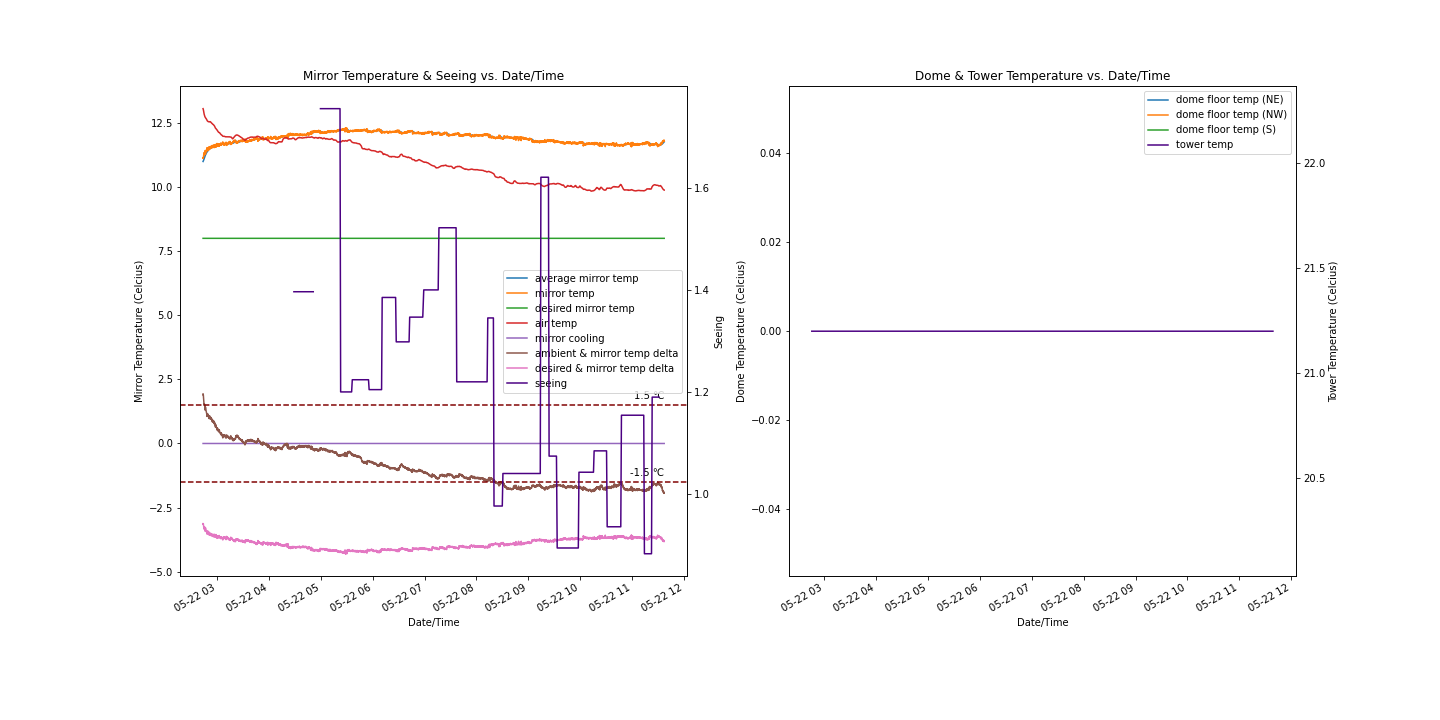 Mirror Temperature & Seeing vs. Date/Time
12.5
10.0
7.5
5.0
2.5
0.0
−2.5
−5.0
Mirror Temperature (Celcius)
average mirror temp
mirror temp
desired mirror temp
air temp
mirror cooling
ambient & mirror temp delta
desired & mirror temp delta
seeing
1.5 °C
-1.5 °C
1.6
1.4
1.2
1.0
Seeing
05-22 03
05-22 04
05-22 05
05-22 06
05-22 07
05-22 08
05-22 09
05-22 10
05-22 11
05-22 12
Date/Time
Dome & Tower Temperature vs. Date/Time
0.04
0.02
0.00
−0.02
−0.04
Dome Temperature (Celcius)
dome floor temp (NE)
dome floor temp (NW)
dome floor temp (S)
tower temp
22.0
21.5
21.0
20.5
Tower Temperature (Celcius)
05-22 03
05-22 04
05-22 05
05-22 06
05-22 07
05-22 08
05-22 09
05-22 10
05-22 11
05-22 12
Date/Time